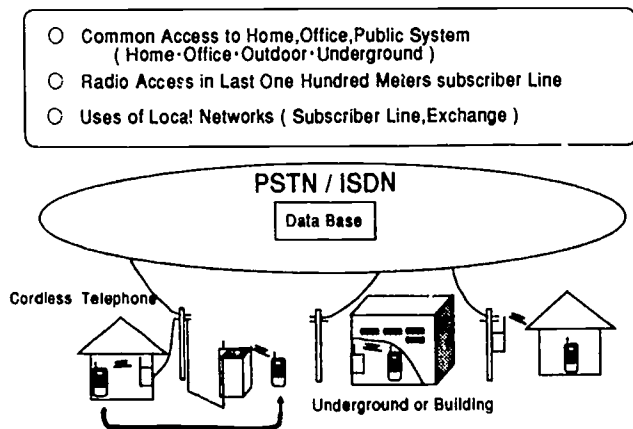 ○ Common Access to Home,Office,Public System
( Home·Office·Outdoor·Underground )
○ Radio Access in Last One Hundred Meters subscriber Line
○ Uses of Local Networks ( Subscriber Line,Exchange )
PSTN / ISDN
Data Base
Cordless Telephone
Underground or Building